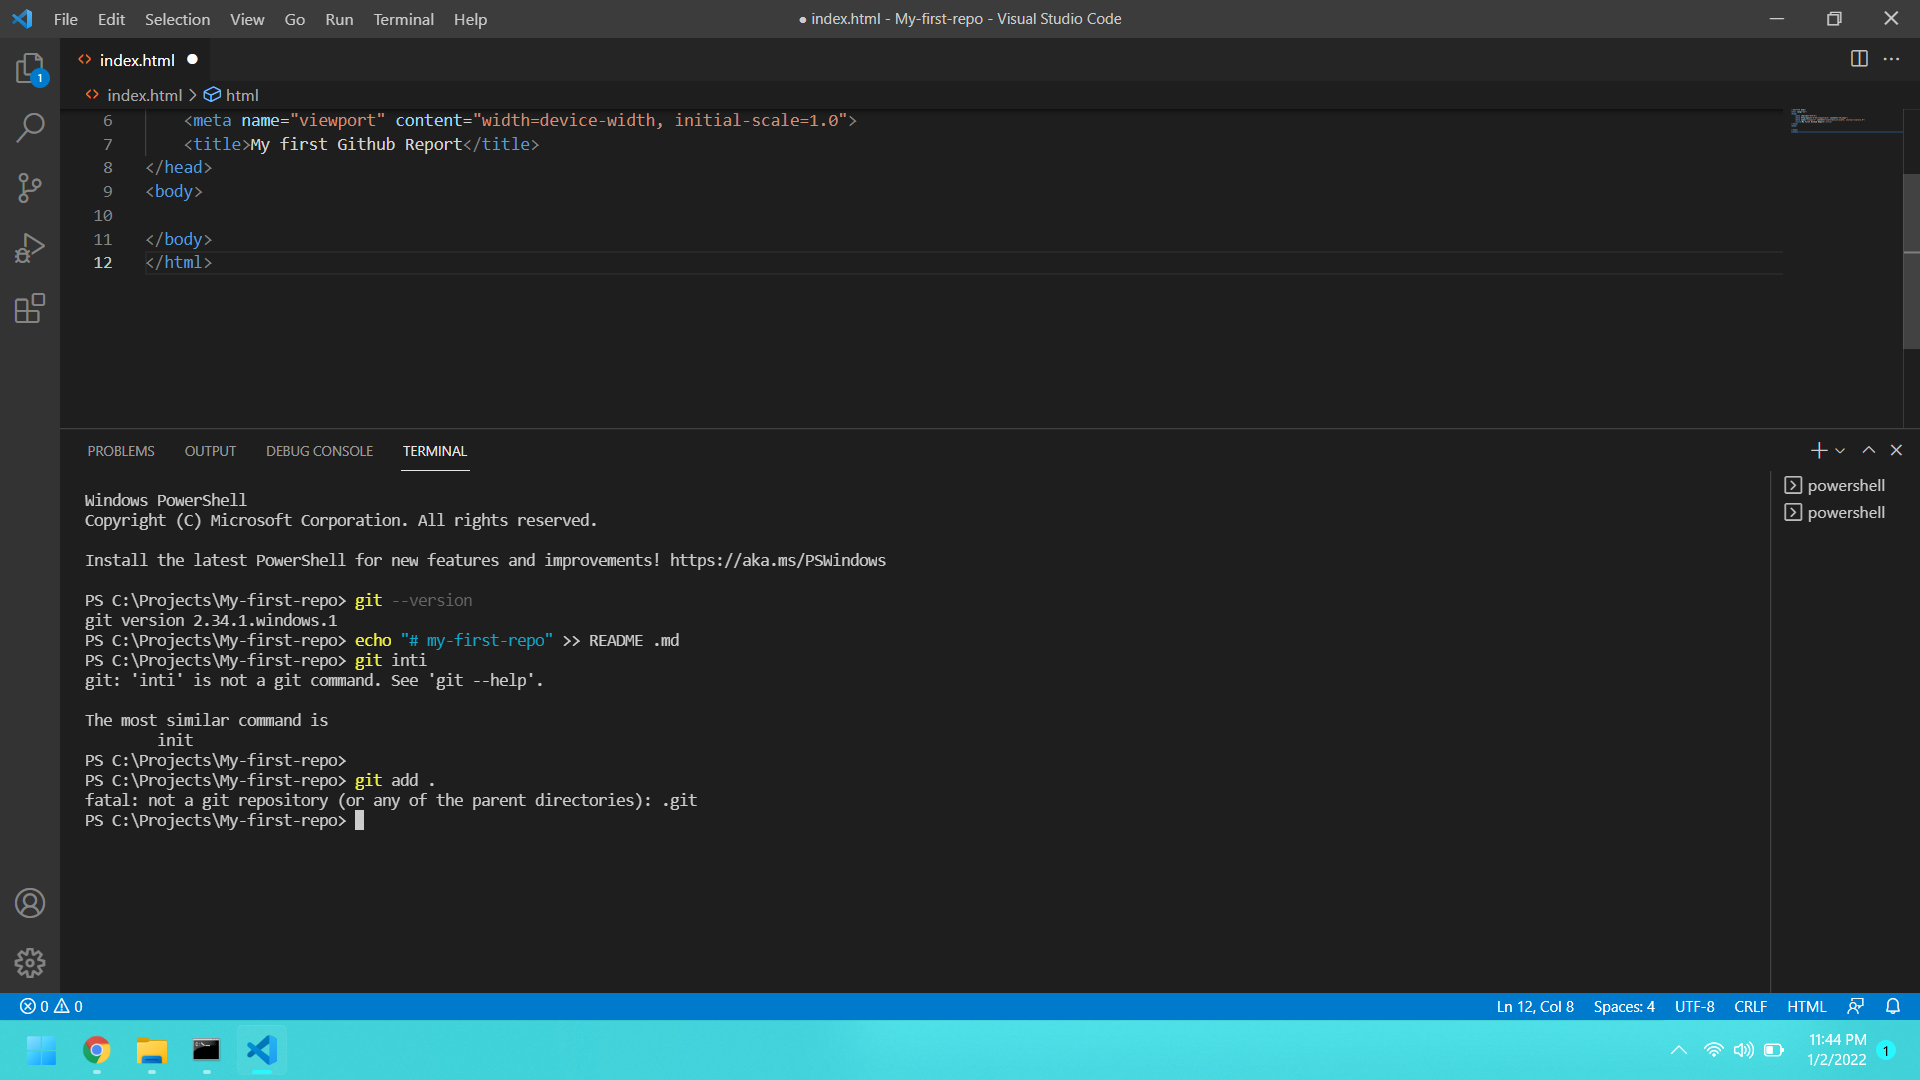 File Edit Selection View Go Run Terminal Help
● index.html - My-first-repo - Visual Studio Code
1
index.html ●
index.html > html
6 <meta name="viewport" content="width=device-width, initial-scale=1.0">
7 <title>My first Github Report</title>
8 </head>
9 <body>
10
11 </body>
12 </html>
PROBLEMS OUTPUT DEBUG CONSOLE TERMINAL
powershell
powershell
Windows PowerShell
Copyright (C) Microsoft Corporation. All rights reserved.
Install the latest PowerShell for new features and improvements! https://aka.ms/PSWindows
PS C:\Projects\My-first-repo> git --version
git version 2.34.1.windows.1
PS C:\Projects\My-first-repo> echo "# my-first-repo" >> README .md
PS C:\Projects\My-first-repo> git inti
git: 'inti' is not a git command. See 'git --help'.
The most similar command is
init
PS C:\Projects\My-first-repo>
PS C:\Projects\My-first-repo> git add .
fatal: not a git repository (or any of the parent directories): .git
PS C:\Projects\My-first-repo>
0 0
Ln 12, Col 8 Spaces: 4 UTF-8 CRLF HTML
11:44 PM
1/2/2022
1